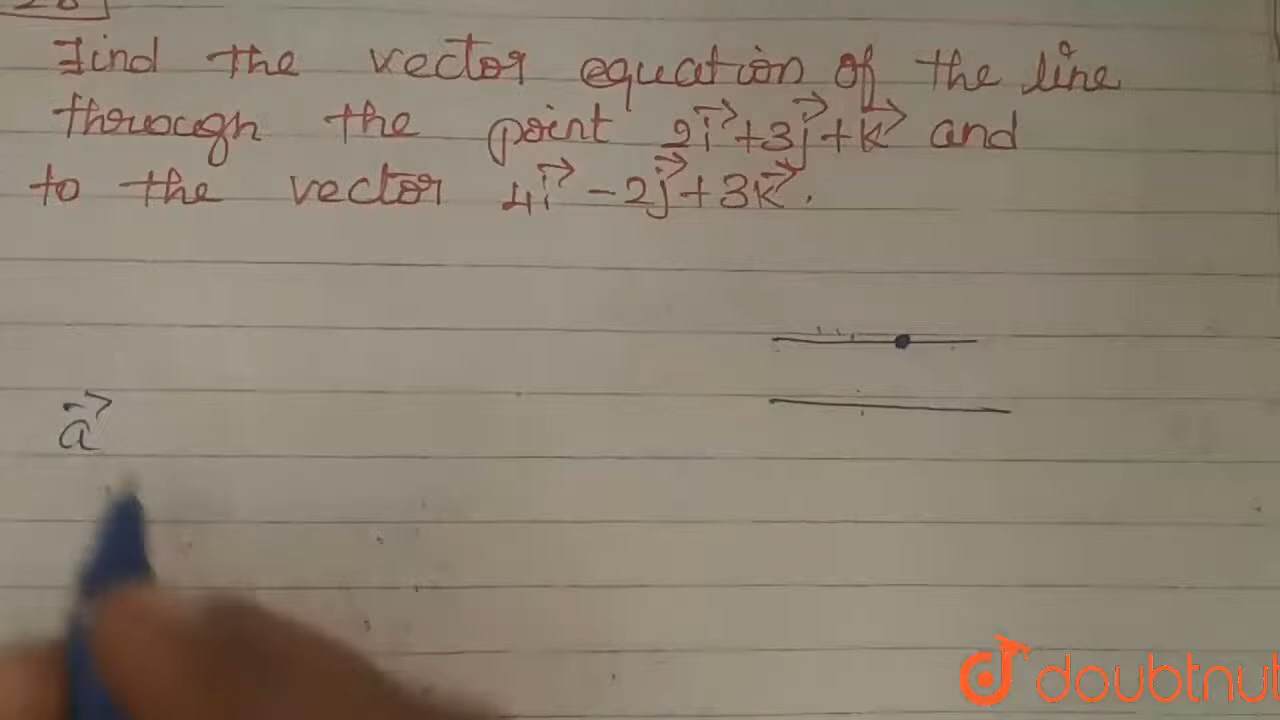 Find the vector equation of the line
through the point 2i⃗ + 3j⃗ + k⃗ and
to the vector 4i⃗ - 2j⃗ + 3k⃗.
a⃗
doubtnut